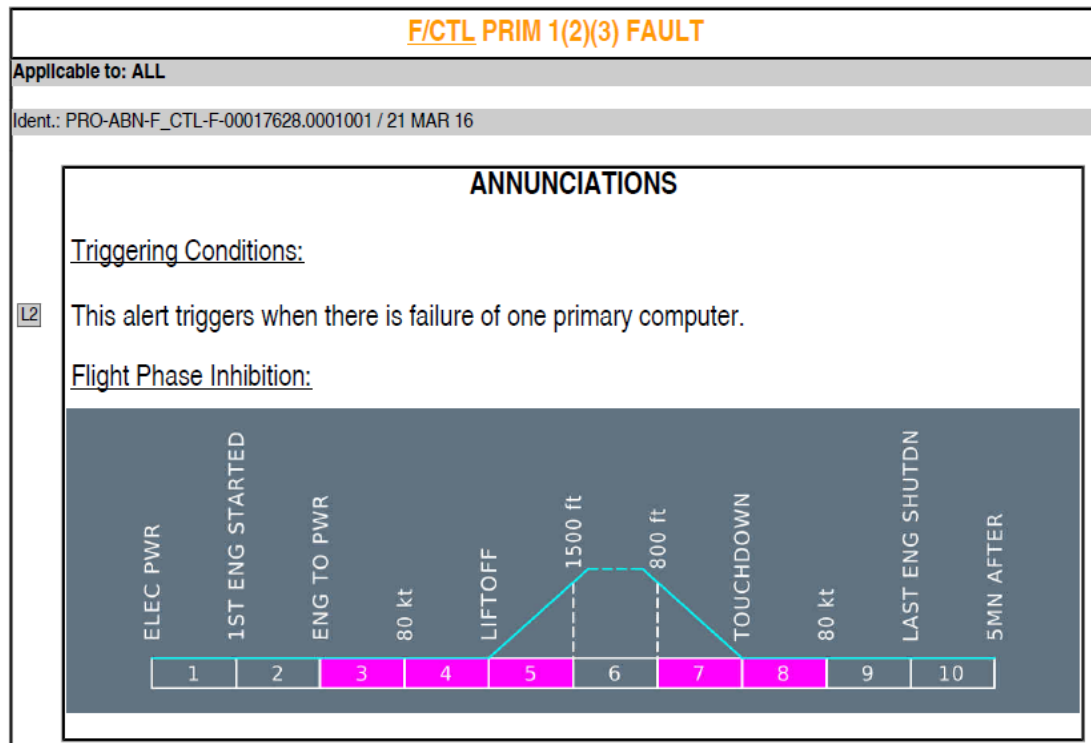 F/CTL PRIM 1(2)(3) FAULT
Applicable to: ALL
Ident.: PRO-ABN-F_CTL-F-00017628.0001001 / 21 MAR 16
ANNUNCIATIONS
Triggering Conditions:
L2 This alert triggers when there is failure of one primary computer.
Flight Phase Inhibition:
ELEC PWR
1ST ENG STARTED
ENG TO PWR
80 kt
LIFTOFF
1500 ft
800 ft
TOUCHDOWN
80 kt
LAST ENG SHUTDN
5MN AFTER
1 2 3 4 5 6 7 8 9 10